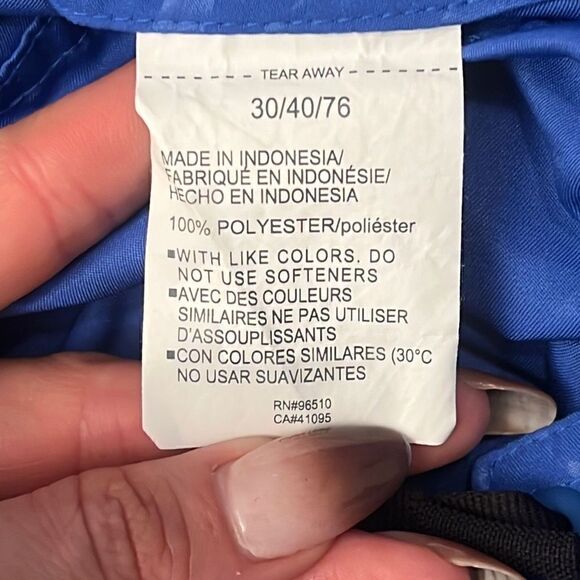 TEAR AWAY
30/40/76
MADE IN INDONESIA/
FABRIQUÉ EN INDONÉSIE/
HECHO EN INDONESIA
100% POLYESTER/poliéster
■WITH LIKE COLORS. DO
NOT USE SOFTENERS
■AVEC DES COULEURS
SIMILAIRES NE PAS UTILISER
D'ASSOUPLISSANTS
■CON COLORES SIMILARES (30°C
NO USAR SUAVIZANTES
RN#96510
CA#41095